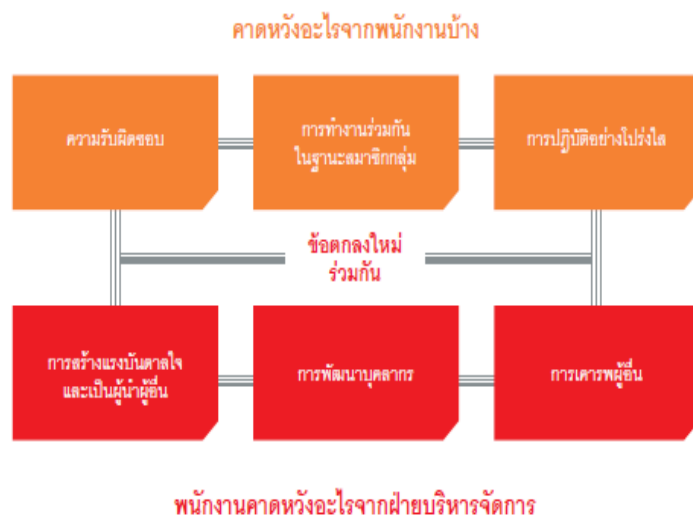 คาดหวังอะไรจากพนักงานบ้าง
ความรับผิดชอบ
การทำงานร่วมกัน
ในฐานะสมาชิกกลุ่ม
การปฏิบัติอย่างโปร่งใส
ข้อตกลงใหม่
ร่วมกัน
การสร้างแรงบันดาลใจ
และเป็นผู้นำผู้อื่น
การพัฒนาบุคลากร
การเคารพผู้อื่น
พนักงานคาดหวังอะไรจากฝ่ายบริหารจัดการ